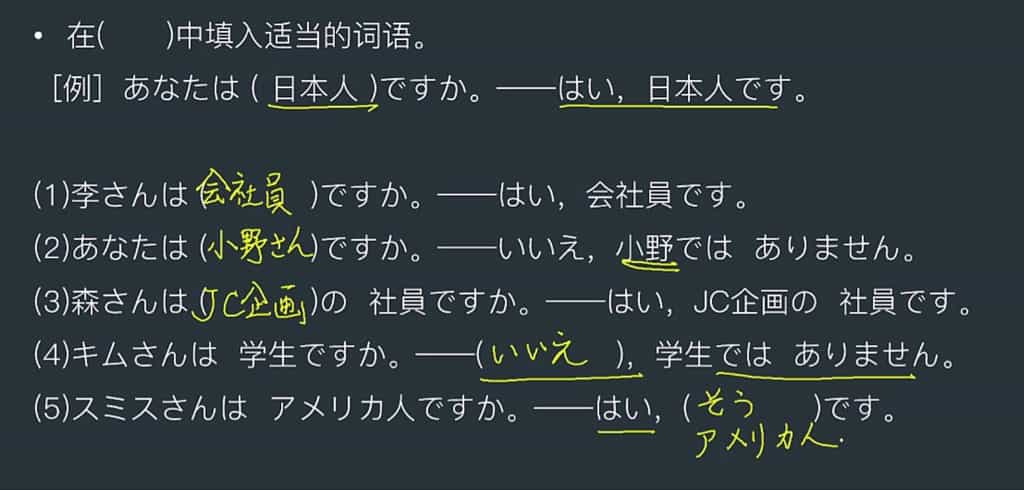 • 在(　　)中填入适当的词语。
［例］あなたは ( 日本人 )ですか。——はい，日本人です。
(1)李さんは (会社員 )ですか。——はい，会社員です。
(2)あなたは (小野さん)ですか。——いいえ，小野では ありません。
(3)森さんは (JC企画)の 社員ですか。——はい，JC企画の 社員です。
(4)キムさんは 学生ですか。——(いいえ )，学生では ありません。
(5)スミスさんは アメリカ人ですか。——はい，(そう )です。
アメリカ人.